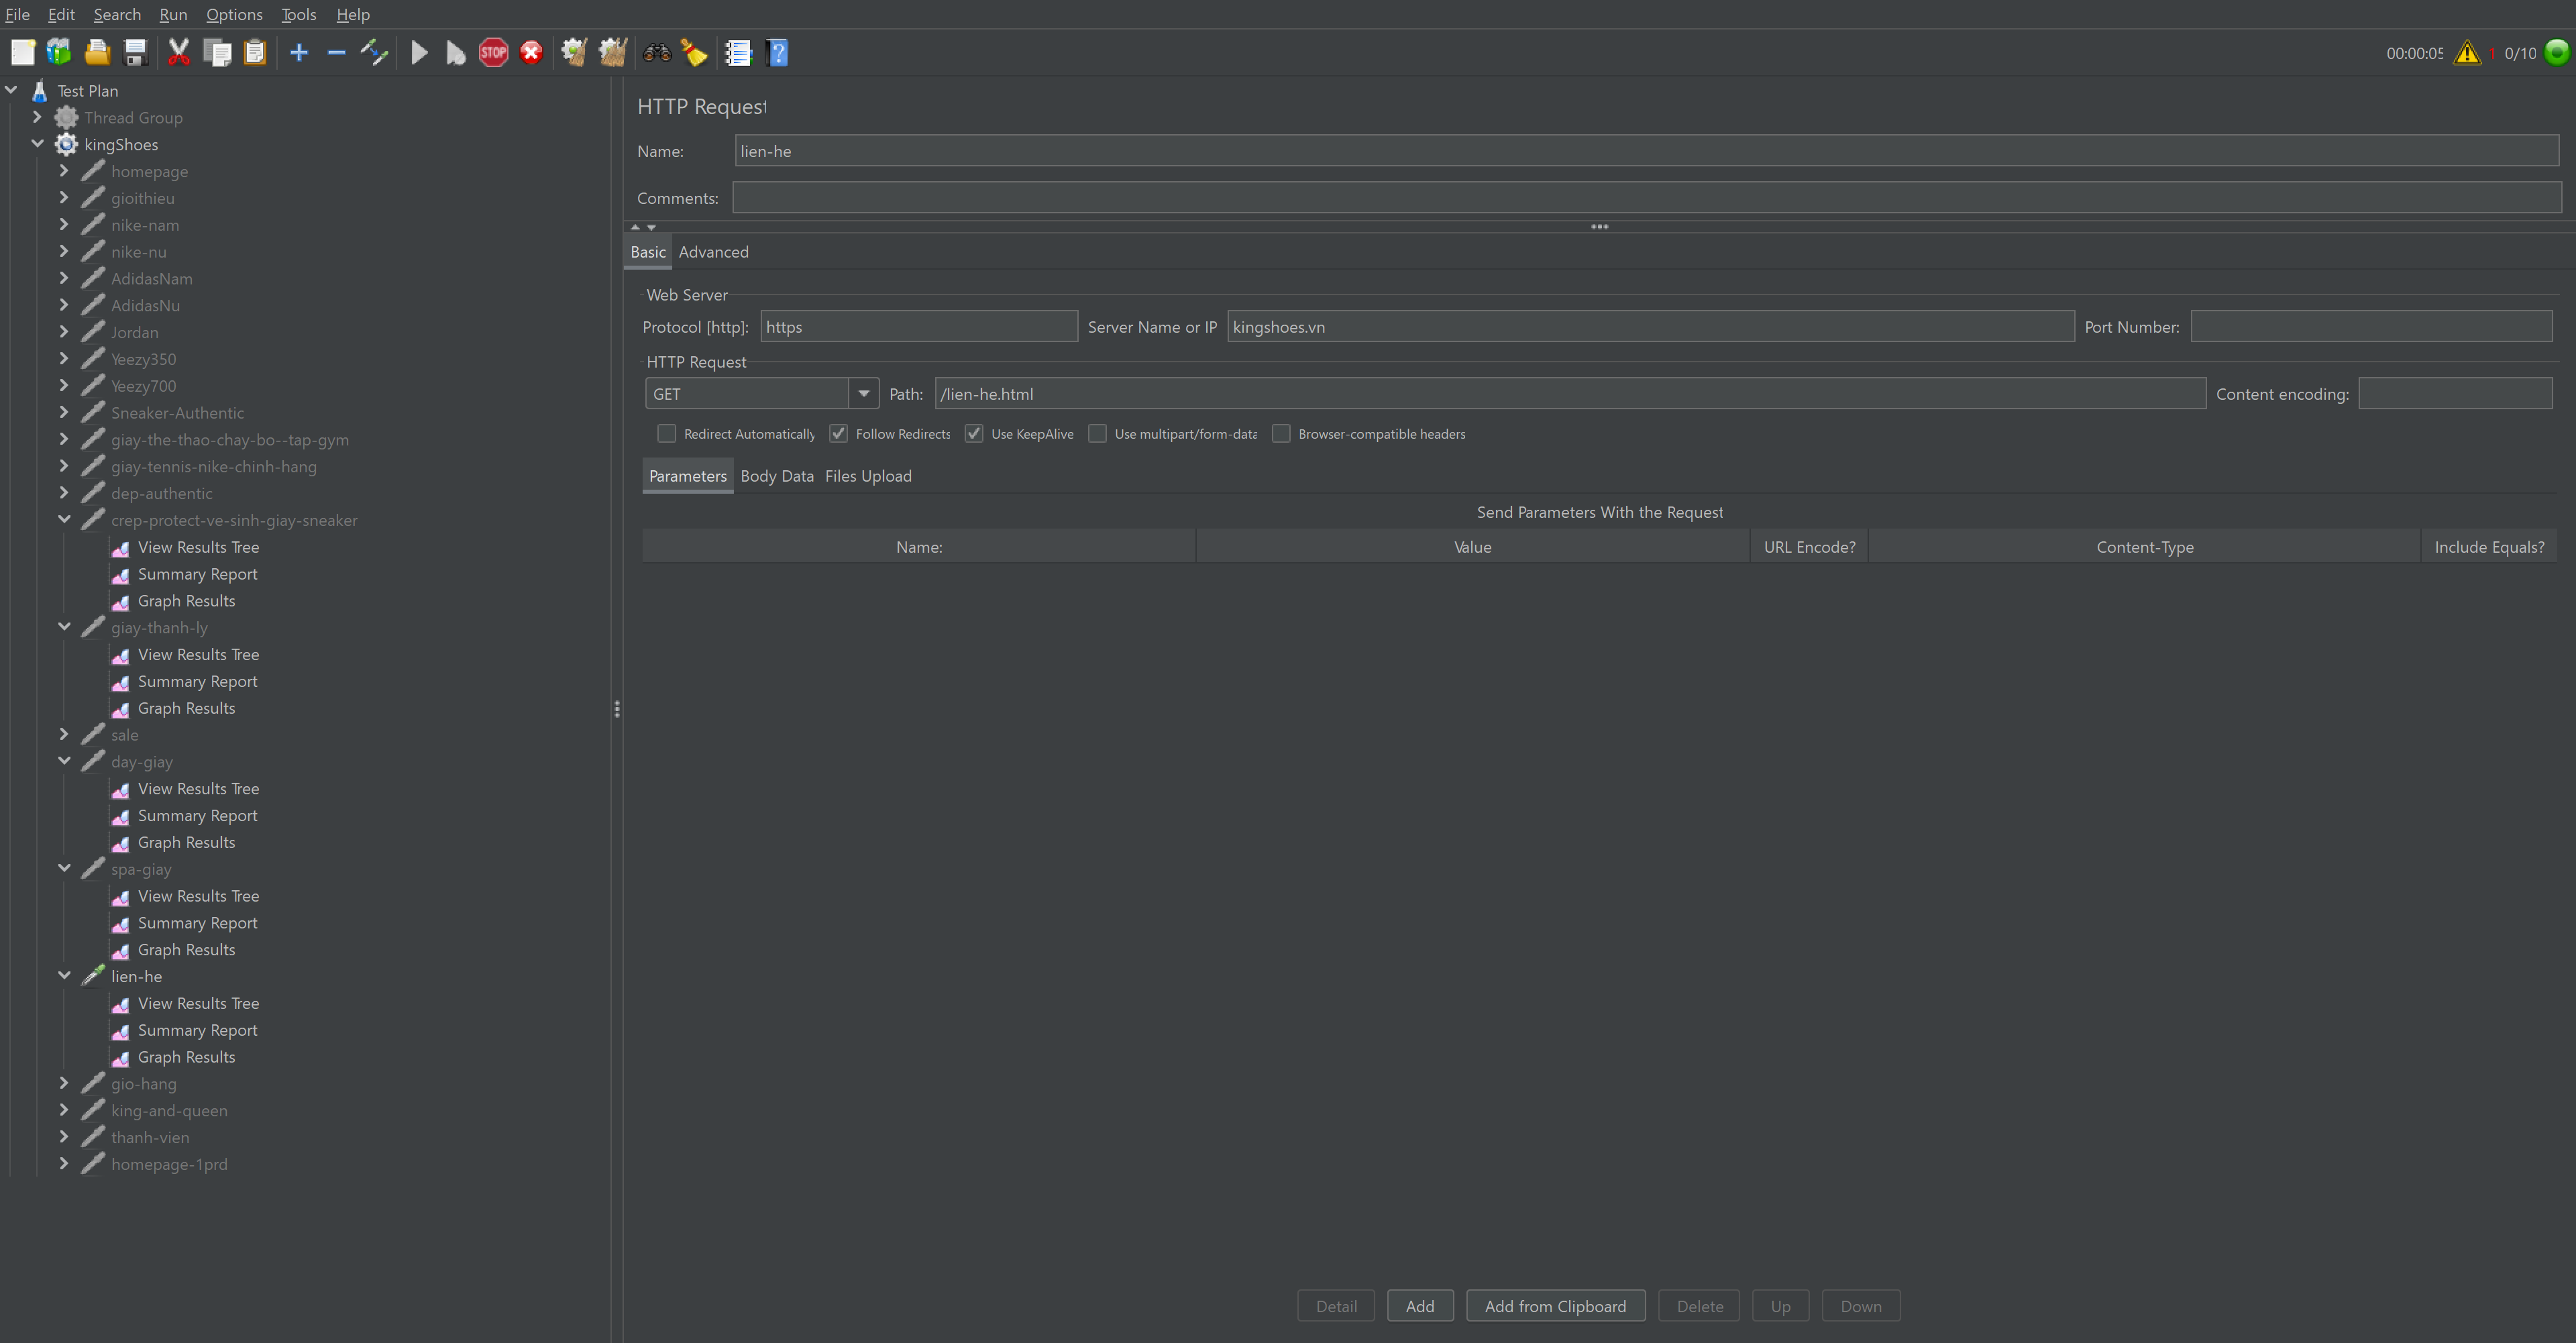 File Edit Search Run Options Tools Help
STOP
00:00:05 1 0/10
Test Plan
Thread Group
kingShoes
homepage
gioithieu
nike-nam
nike-nu
AdidasNam
AdidasNu
Jordan
Yeezy350
Yeezy700
Sneaker-Authentic
giay-the-thao-chay-bo--tap-gym
giay-tennis-nike-chinh-hang
dep-authentic
crep-protect-ve-sinh-giay-sneaker
View Results Tree
Summary Report
Graph Results
giay-thanh-ly
View Results Tree
Summary Report
Graph Results
sale
day-giay
View Results Tree
Summary Report
Graph Results
spa-giay
View Results Tree
Summary Report
Graph Results
lien-he
View Results Tree
Summary Report
Graph Results
gio-hang
king-and-queen
thanh-vien
homepage-1prd
HTTP Request
Name: lien-he
Comments:
Basic Advanced
Web Server
Protocol [http]: https Server Name or IP kingshoes.vn Port Number:
HTTP Request
GET Path: /lien-he.html Content encoding:
Redirect Automatically Follow Redirects Use KeepAlive Use multipart/form-data Browser-compatible headers
Parameters Body Data Files Upload
Send Parameters With the Request
Name: Value URL Encode? Content-Type Include Equals?
Detail Add Add from Clipboard Delete Up Down